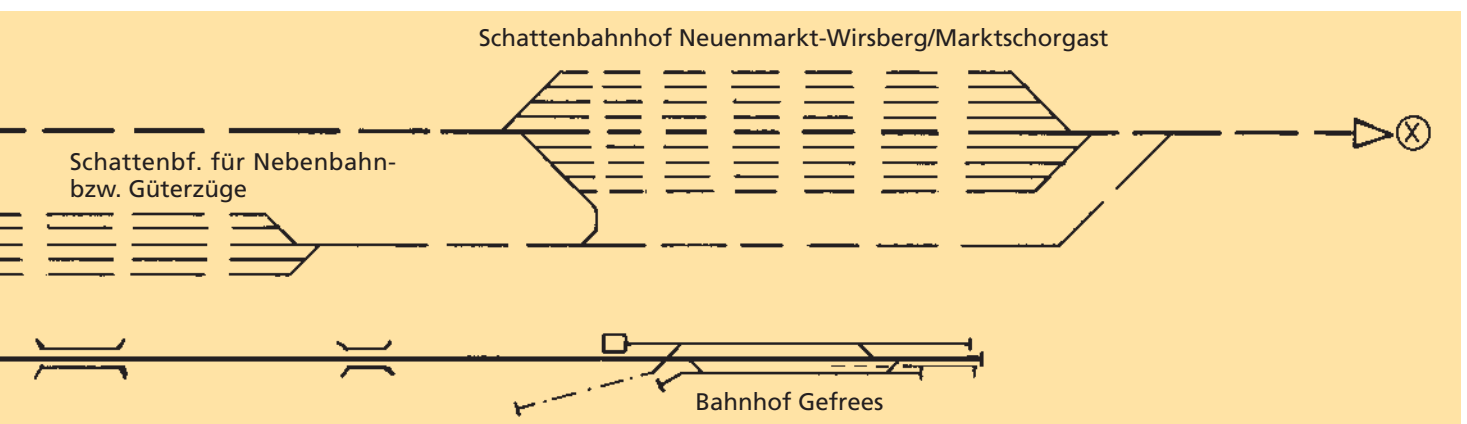 Schattenbahnhof Neuenmarkt-Wirsberg/Marktschorgast
Schattenbf. für Nebenbahn-
bzw. Güterzüge
X
Bahnhof Gefrees